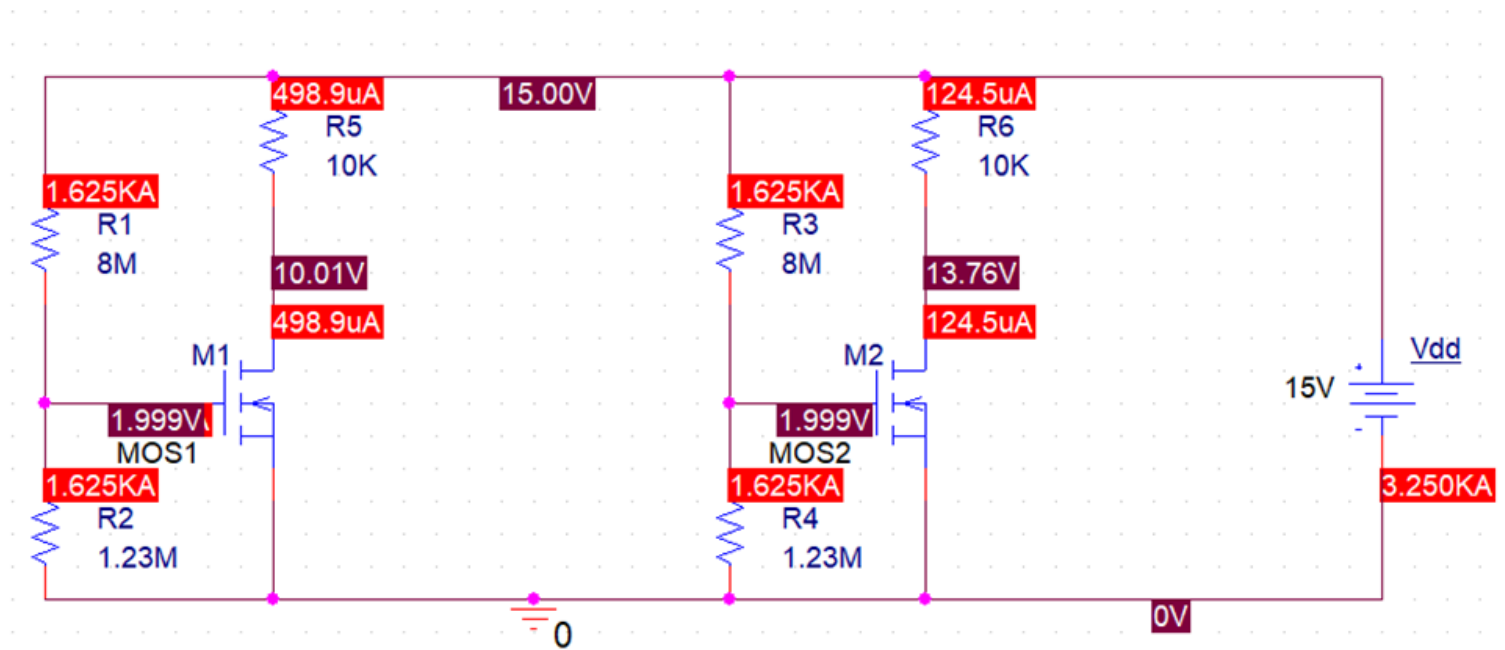 498.9uA
15.00V
124.5uA
R5
10K
R6
10K
1.625KA
R1
8M
1.625KA
R3
8M
10.01V
13.76V
498.9uA
124.5uA
M1
M2
Vdd
15V
+
-
1.999V
MOS1
1.999V
MOS2
1.625KA
R2
1.23M
1.625KA
R4
1.23M
3.250KA
0V
0